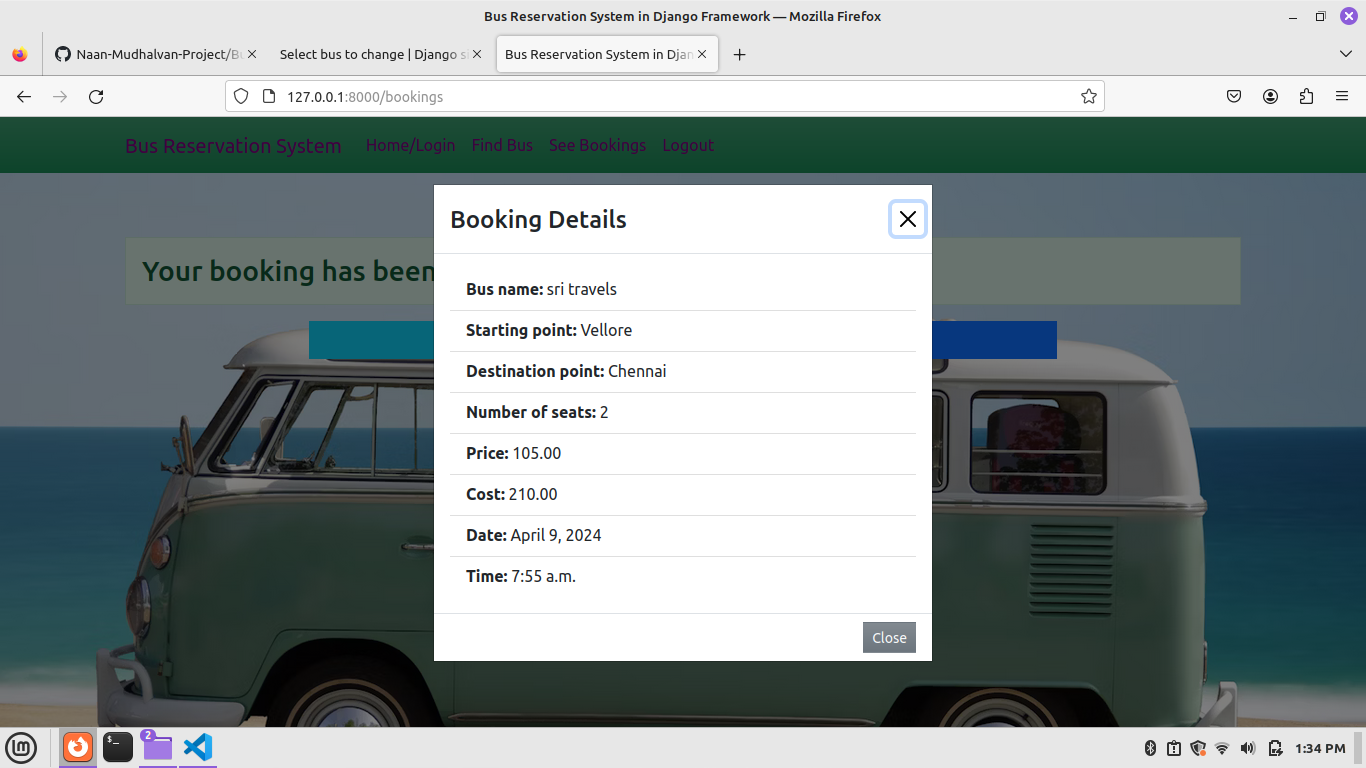 Bus Reservation System in Django Framework — Mozilla Firefox
Naan-Mudhalvan-Project/Bu
Select bus to change | Django si
Bus Reservation System in Djan
127.0.0.1:8000/bookings
Bus Reservation System Home/Login Find Bus See Bookings Logout
Booking Details
Your booking has been
Bus name: sri travels
Starting point: Vellore
Destination point: Chennai
Number of seats: 2
Price: 105.00
Cost: 210.00
Date: April 9, 2024
Time: 7:55 a.m.
Close
2
$_
1:34 PM